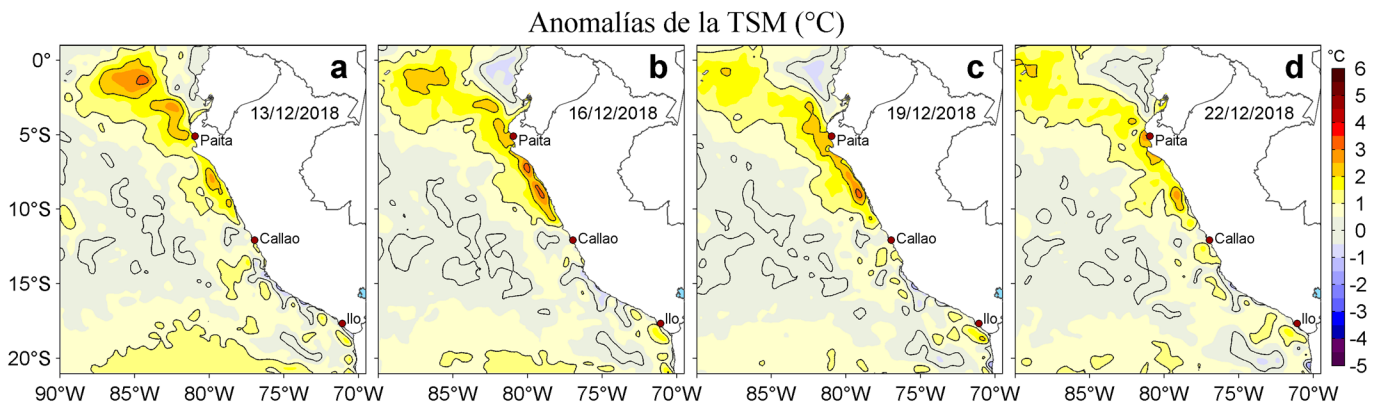 Anomalías de la TSM (°C)
0°
5°S
10°S
15°S
20°S
a
13/12/2018
Paita
Callao
Ilo
90°W 85°W 80°W 75°W 70°W
b
16/12/2018
Paita
Callao
Ilo
85°W 80°W 75°W 70°W
c
19/12/2018
Paita
Callao
Ilo
85°W 80°W 75°W 70°W
d
22/12/2018
Paita
Callao
Ilo
85°W 80°W 75°W 70°W
°C
6
5
4
3
2
1
0
-1
-2
-3
-4
-5